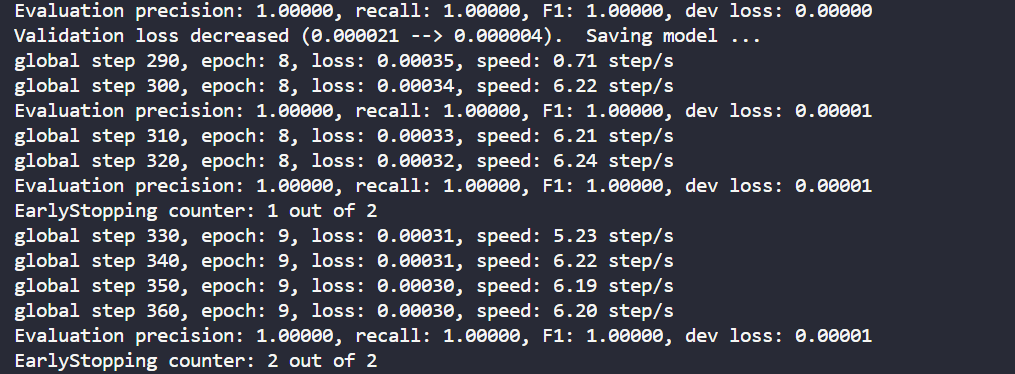 Evaluation precision: 1.00000, recall: 1.00000, F1: 1.00000, dev loss: 0.00000
Validation loss decreased (0.000021 --> 0.000004).  Saving model ...
global step 290, epoch: 8, loss: 0.00035, speed: 0.71 step/s
global step 300, epoch: 8, loss: 0.00034, speed: 6.22 step/s
Evaluation precision: 1.00000, recall: 1.00000, F1: 1.00000, dev loss: 0.00001
global step 310, epoch: 8, loss: 0.00033, speed: 6.21 step/s
global step 320, epoch: 8, loss: 0.00032, speed: 6.24 step/s
Evaluation precision: 1.00000, recall: 1.00000, F1: 1.00000, dev loss: 0.00001
EarlyStopping counter: 1 out of 2
global step 330, epoch: 9, loss: 0.00031, speed: 5.23 step/s
global step 340, epoch: 9, loss: 0.00031, speed: 6.22 step/s
global step 350, epoch: 9, loss: 0.00030, speed: 6.19 step/s
global step 360, epoch: 9, loss: 0.00030, speed: 6.20 step/s
Evaluation precision: 1.00000, recall: 1.00000, F1: 1.00000, dev loss: 0.00001
EarlyStopping counter: 2 out of 2